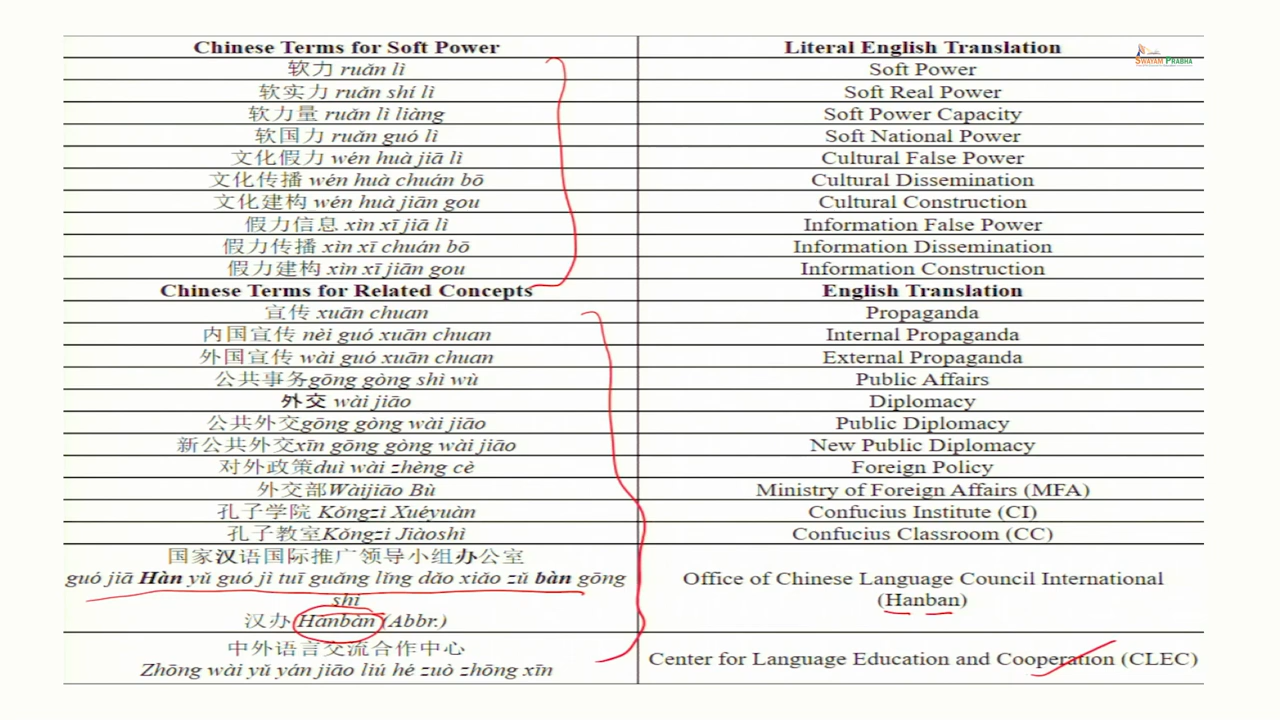 Chinese Terms for Soft Power Literal English Translation
SWAYAM PRABHA
软力 ruǎn lì Soft Power
软实力 ruǎn shí lì Soft Real Power
软力量 ruǎn lì liàng Soft Power Capacity
软国力 ruǎn guó lì Soft National Power
文化假力 wén huà jiā lì Cultural False Power
文化传播 wén huà chuán bō Cultural Dissemination
文化建构 wén huà jiān gou Cultural Construction
假力信息 xìn xī jiā lì Information False Power
假力传播 xìn xī chuán bō Information Dissemination
假力建构 xìn xī jiān gou Information Construction
Chinese Terms for Related Concepts English Translation
宣传 xuān chuan Propaganda
内国宣传 nèi guó xuān chuan Internal Propaganda
外国宣传 wài guó xuān chuan External Propaganda
公共事务gōng gòng shì wù Public Affairs
外交 wài jiāo Diplomacy
公共外交gōng gòng wài jiāo Public Diplomacy
新公共外交xīn gōng gòng wài jiāo New Public Diplomacy
对外政策duì wài zhèng cè Foreign Policy
外交部Wàijiāo Bù Ministry of Foreign Affairs (MFA)
孔子学院 Kǒngzi Xuéyuàn Confucius Institute (CI)
孔子教室Kǒngzi Jiàoshì Confucius Classroom (CC)
国家汉语国际推广领导小组办公室
guó jiā Hàn yǔ guó jì tuī guǎng lǐng dǎo xiǎo zǔ bàn gōng Office of Chinese Language Council International
shì (Hanban)
汉办 Hànbàn (Abbr.)
中外语言交流合作中心
Zhōng wài yǔ yán jiāo liú hé zuò zhōng xīn Center for Language Education and Cooperation (CLEC)